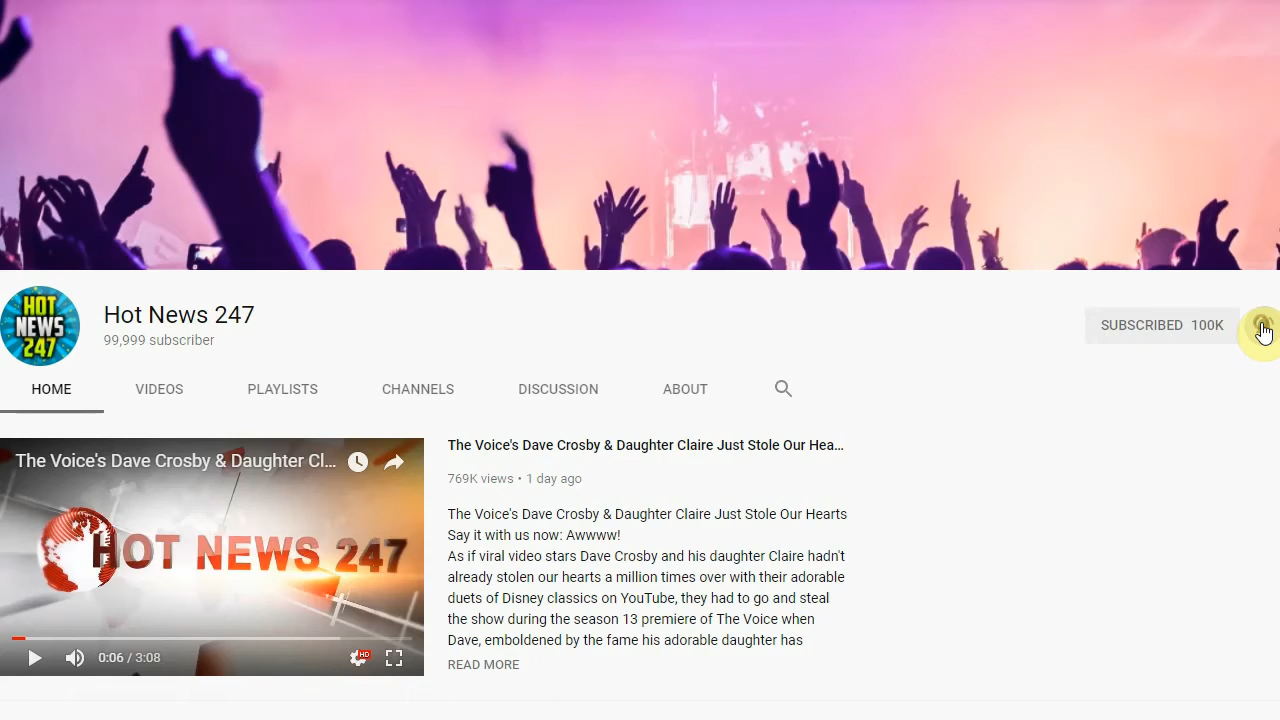 HOT
NEWS
247
Hot News 247
99,999 subscriber
SUBSCRIBED 100K
HOME VIDEOS PLAYLISTS CHANNELS DISCUSSION ABOUT
The Voice's Dave Crosby & Daughter Cl...
HOT NEWS 247
0:06 / 3:08
HD
The Voice's Dave Crosby & Daughter Claire Just Stole Our Hea...
769K views • 1 day ago
The Voice's Dave Crosby & Daughter Claire Just Stole Our Hearts
Say it with us now: Awwww!
As if viral video stars Dave Crosby and his daughter Claire hadn't
already stolen our hearts a million times over with their adorable
duets of Disney classics on YouTube, they had to go and steal
the show during the season 13 premiere of The Voice when
Dave, emboldened by the fame his adorable daughter has
READ MORE